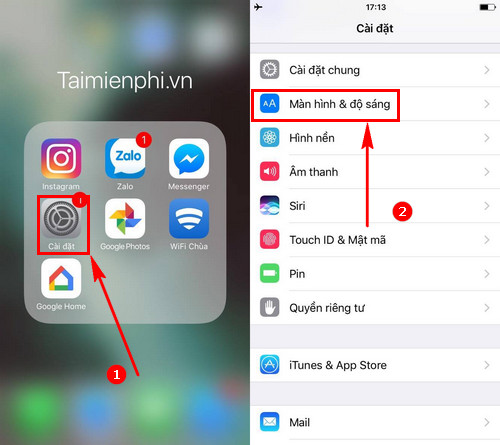 Taimienphi.vn
1
Instagram
Zalo
Zalo
Messenger
1
Cài đặt
Google Photos
WiFi Chùa
Google Home
1
17:13
Cài đặt
Cài đặt chung
AA
Màn hình & độ sáng
Hình nền
Âm thanh
Siri
2
Touch ID & Mật mã
Pin
Quyền riêng tư
iTunes & App Store
Mail